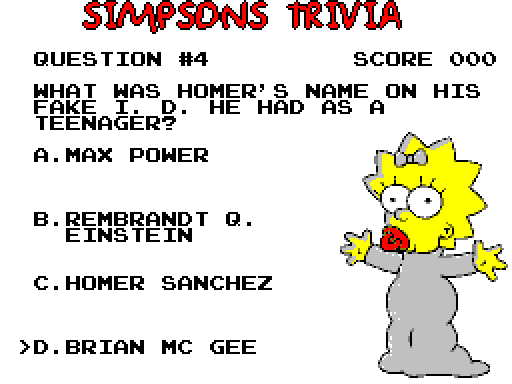 SIMPSONS TRIVIA
QUESTION #4 SCORE 000
WHAT WAS HOMER'S NAME ON HIS
FAKE I. D. HE HAD AS A
TEENAGER?
A.MAX POWER
B.REMBRANDT Q.
EINSTEIN
C.HOMER SANCHEZ
>D.BRIAN MC GEE